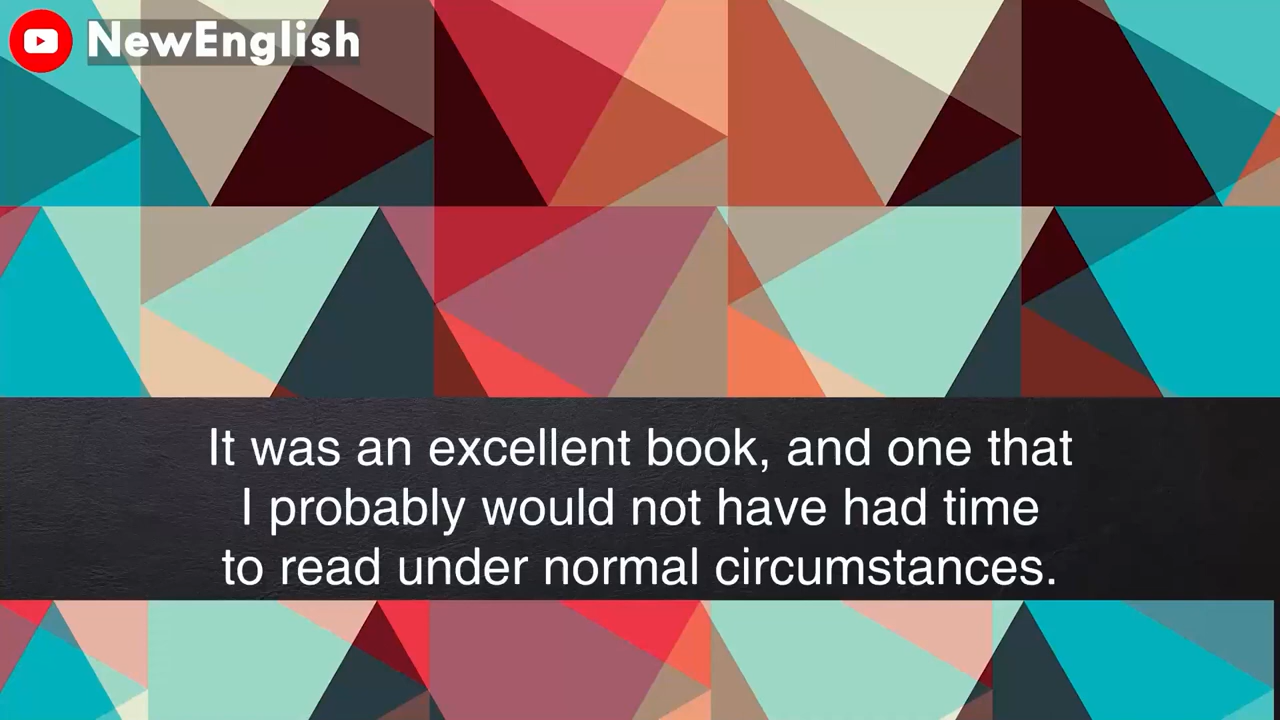 NewEnglish
It was an excellent book, and one that
I probably would not have had time
to read under normal circumstances.